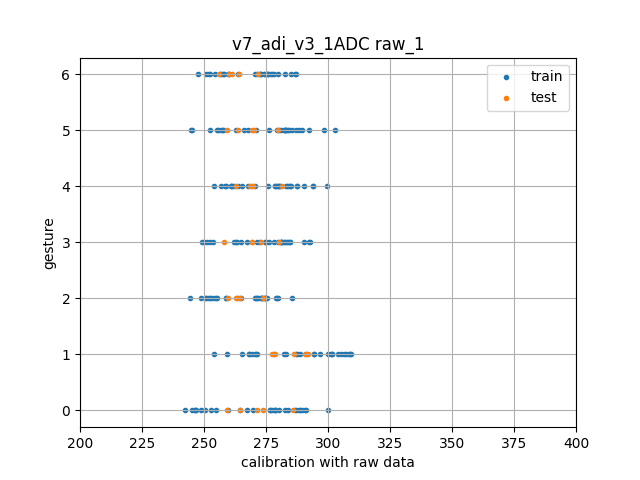 v7_adi_v3_1ADC raw_1
train
test
6
5
4
3
2
1
0
gesture
200 225 250 275 300 325 350 375 400
calibration with raw data